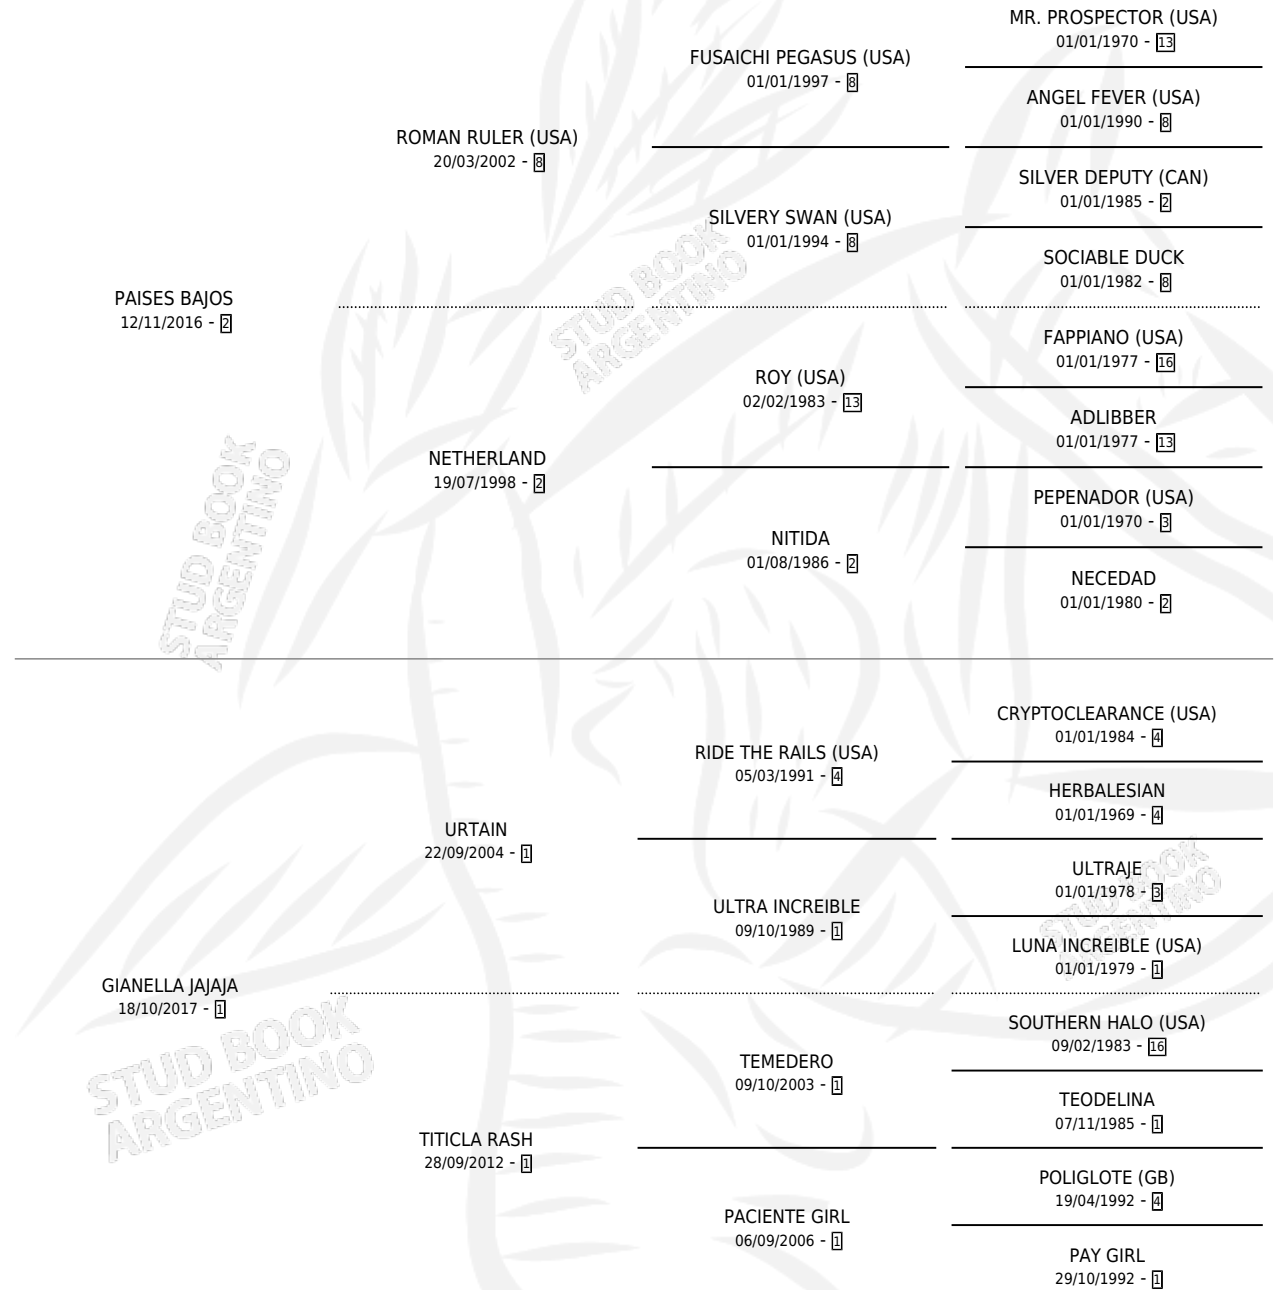 MR. PROSPECTOR (USA)
01/01/1970 - 13
FUSAICHI PEGASUS (USA)
01/01/1997 - 8
ANGEL FEVER (USA)
01/01/1990 - 8
ROMAN RULER (USA)
20/03/2002 - 8
SILVER DEPUTY (CAN)
01/01/1985 - 2
SILVERY SWAN (USA)
01/01/1994 - 8
SOCIABLE DUCK
01/01/1982 - 8
PAISES BAJOS
12/11/2016 - 2
STUD BOOK
ARGENTINO
FAPPIANO (USA)
01/01/1977 - 16
ROY (USA)
02/02/1983 - 13
ADLIBBER
01/01/1977 - 13
NETHERLAND
19/07/1998 - 2
PEPENADOR (USA)
01/01/1970 - 3
NITIDA
01/08/1986 - 2
NECEDAD
01/01/1980 - 2
STUD BOOK
ARGENTINO
CRYPTOCLEARANCE (USA)
01/01/1984 - 4
RIDE THE RAILS (USA)
05/03/1991 - 4
HERBALESIAN
01/01/1969 - 4
URTAIN
22/09/2004 - 1
ULTRAJE
01/01/1978 - 3
ULTRA INCREIBLE
09/10/1989 - 1
STUD BOOK
ARGENTINO
LUNA INCREIBLE (USA)
01/01/1979 - 1
GIANELLA JAJAJA
18/10/2017 - 1
STUD BOOK
ARGENTINO
SOUTHERN HALO (USA)
09/02/1983 - 16
TEMEDERO
09/10/2003 - 1
TEODELINA
07/11/1985 - 1
TITICLA RASH
28/09/2012 - 1
POLIGLOTE (GB)
19/04/1992 - 4
PACIENTE GIRL
06/09/2006 - 1
PAY GIRL
29/10/1992 - 1